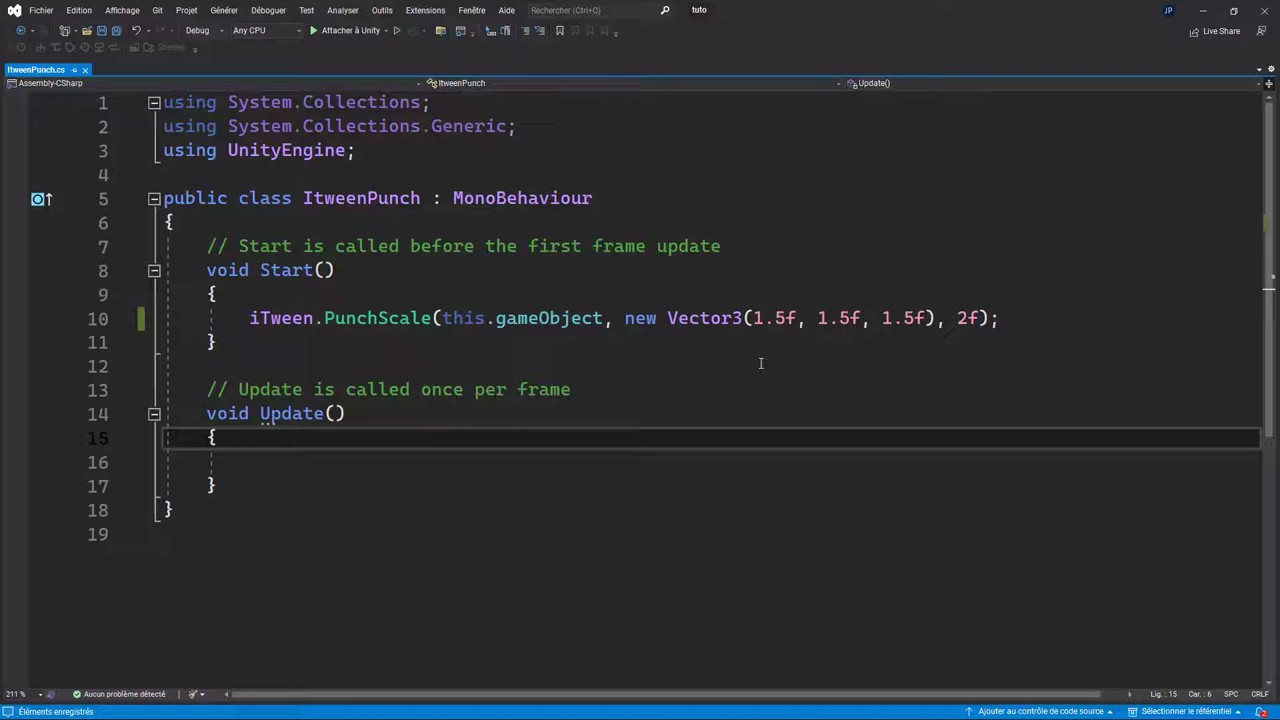 Fichier Edition Affichage Git Projet Générer Déboguer Test Analyser Outils Extensions Fenêtre Aide Rechercher (Ctrl+Q) tuto JP
Debug Any CPU Attacher à Unity Live Share
ItweenPunch.cs
Assembly-CSharp ItweenPunch Update()
1 using System.Collections;
2 using System.Collections.Generic;
3 using UnityEngine;
4
5 public class ItweenPunch : MonoBehaviour
6 {
7 // Start is called before the first frame update
8 void Start()
9 {
10 iTween.PunchScale(this.gameObject, new Vector3(1.5f, 1.5f, 1.5f), 2f);
11 }
12
13 // Update is called once per frame
14 void Update()
15 {
16
17 }
18 }
19
211 % Aucun problème détecté Lig. : 15 Car. : 6 SPC CRLF
Éléments enregistrés Ajouter au contrôle de code source Sélectionner le référentiel 2